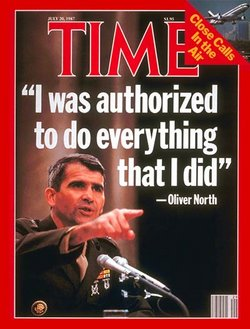 JULY 20, 1987
$1.95
TIME
Close Calls
In the
Air
“I was authorized
to do everything
that I did”
— Oliver North